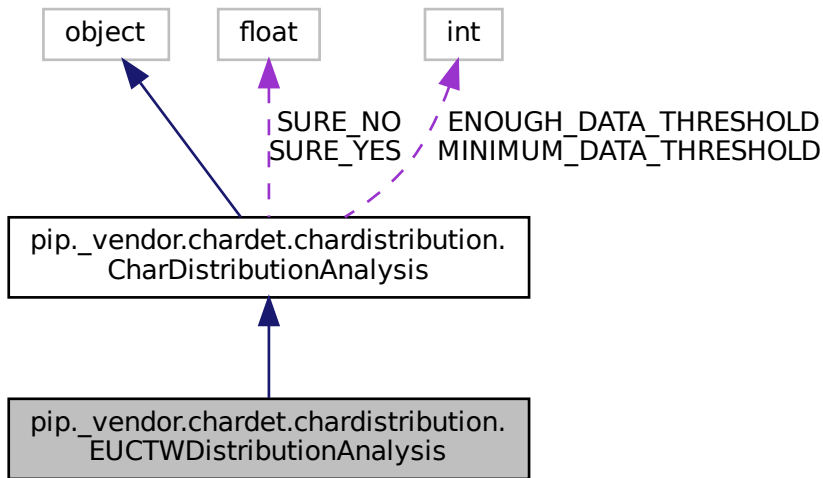 object
float
int
SURE_NO
SURE_YES
ENOUGH_DATA_THRESHOLD
MINIMUM_DATA_THRESHOLD
pip._vendor.chardet.chardistribution.
CharDistributionAnalysis
pip._vendor.chardet.chardistribution.
EUCTWDistributionAnalysis